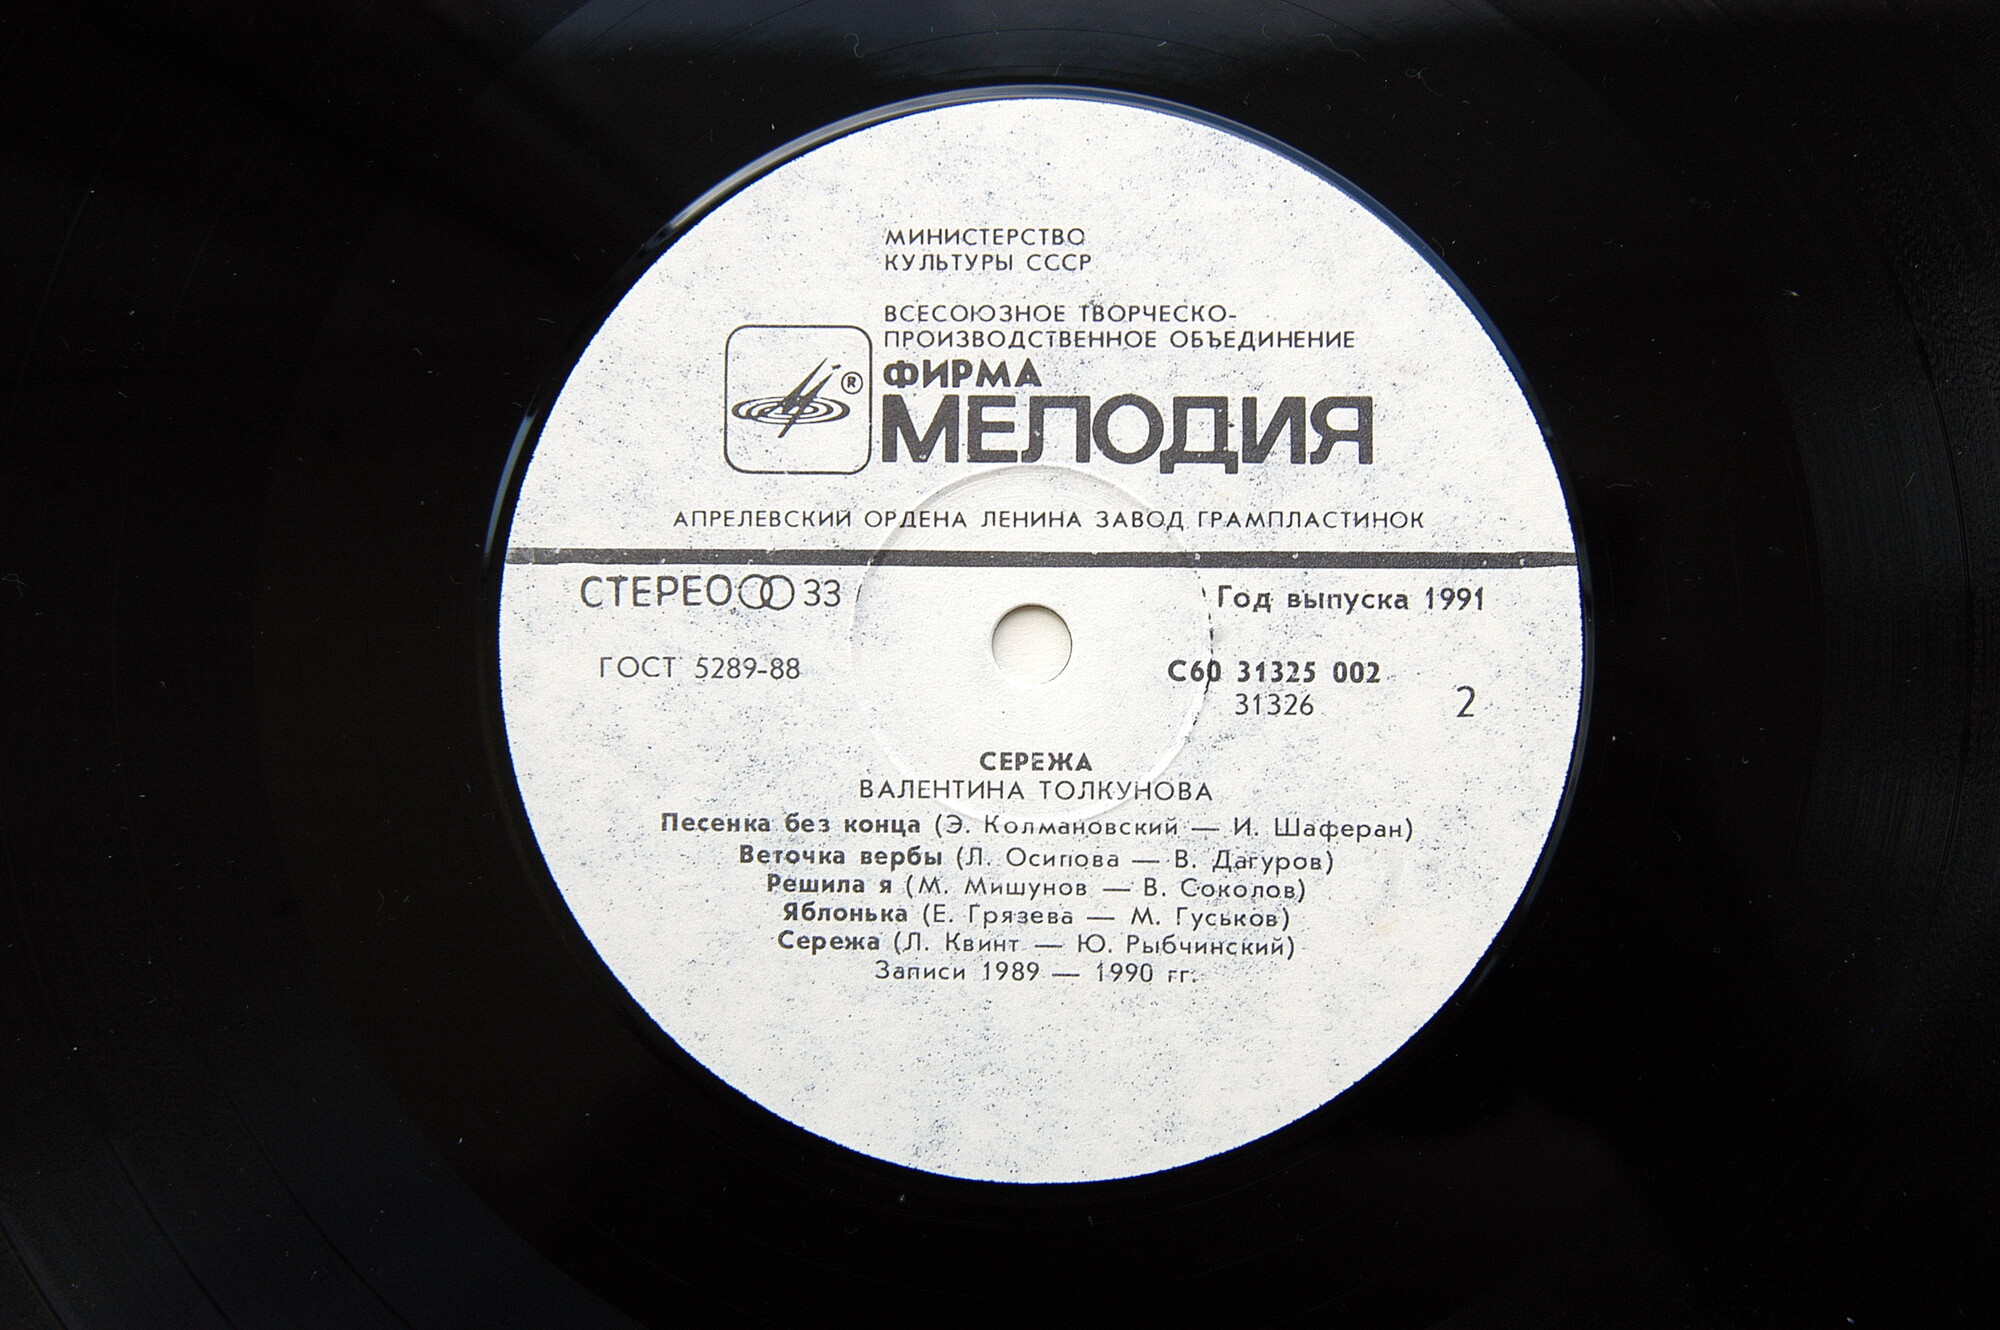 МИНИСТЕРСТВО
КУЛЬТУРЫ СССР
ВСЕСОЮЗНОЕ ТВОРЧЕСКО-
ПРОИЗВОДСТВЕННОЕ ОБЪЕДИНЕНИЕ
®
ФИРМА
МЕЛОДИЯ
АПРЕЛЕВСКИЙ ОРДЕНА ЛЕНИНА ЗАВОД ГРАМПЛАСТИНОК
СТЕРЕО 33
Год выпуска 1991
ГОСТ 5289-88
С60 31325 002
31326
2
СЕРЕЖА
ВАЛЕНТИНА ТОЛКУНОВА
Песенка без конца (Э. Колмановский — И. Шаферан)
Веточка вербы (Л. Осипова — В. Дагуров)
Решила я (М. Мишунов — В. Соколов)
Яблонька (Е. Грязева — М. Гуськов)
Сережа (Л. Квинт — Ю. Рыбчинский)
Записи 1989 — 1990 гг.